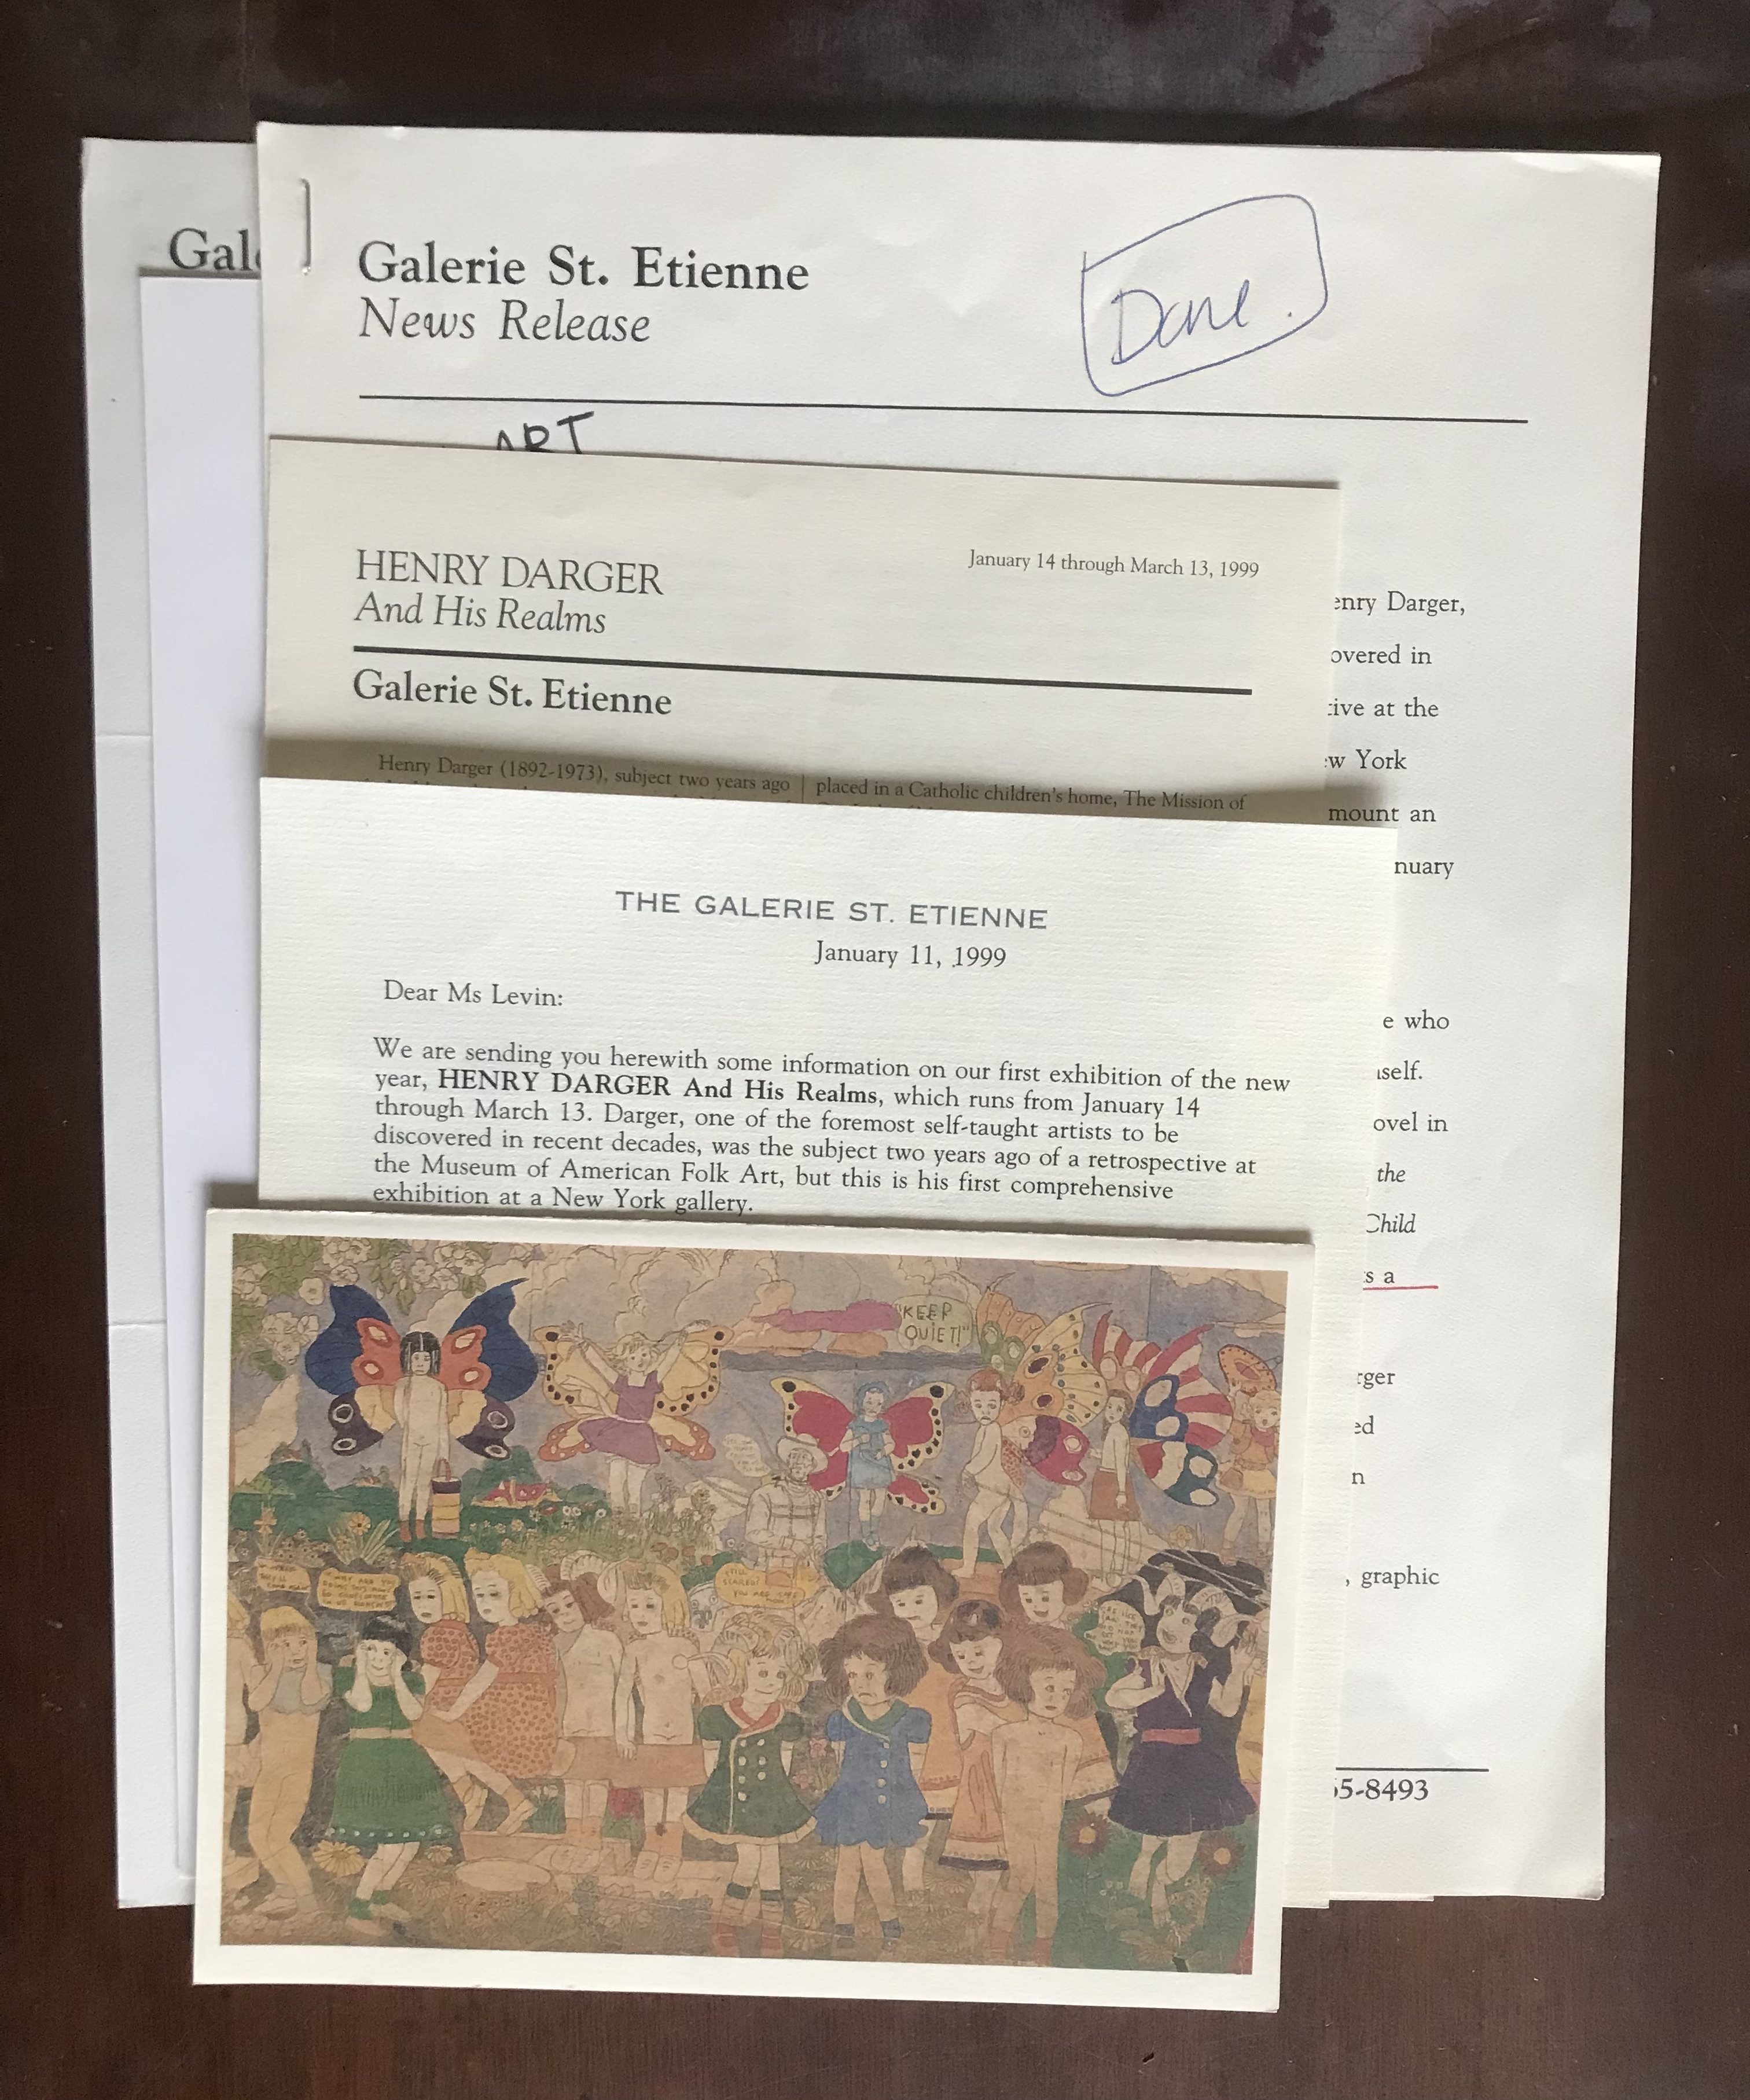 Gal
Galerie St. Etienne
News Release
Done.
ART
HENRY DARGER
And His Realms
January 14 through March 13, 1999
Galerie St. Etienne
Henry Darger (1892-1973), subject two years ago
placed in a Catholic children's home, The Mission of
enry Darger,
overed in
tive at the
ew York
mount an
nuary
e who
self.
ovel in
the
Child
s a
rger
ed
n
, graphic
55-8493
THE GALERIE ST. ETIENNE
January 11, 1999
Dear Ms Levin:
We are sending you herewith some information on our first exhibition of the new
year, HENRY DARGER And His Realms, which runs from January 14
through March 13. Darger, one of the foremost self-taught artists to be
discovered in recent decades, was the subject two years ago of a retrospective at
the Museum of American Folk Art, but this is his first comprehensive
exhibition at a New York gallery.
"KEEP
QUIET!"